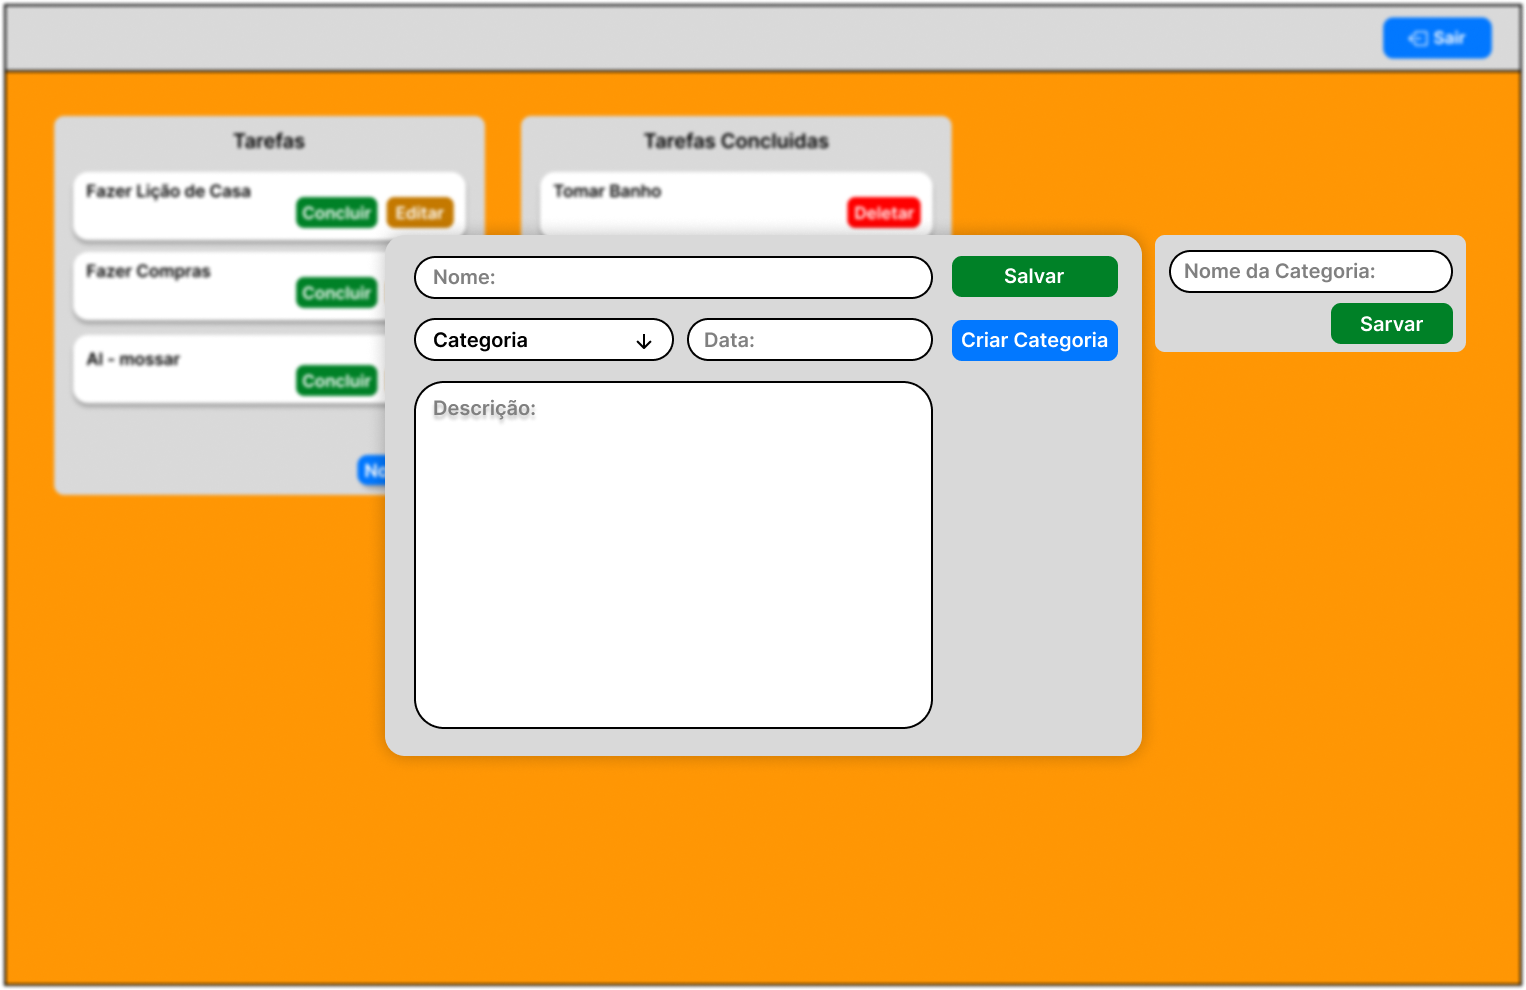 Sair
Tarefas
Fazer Lição de Casa
Concluir
Editar
Fazer Compras
Concluir
Al - mossar
Concluir
Tarefas Concluidas
Tomar Banho
Deletar
Nome:
Salvar
Categoria
Data:
Criar Categoria
Descrição:
Nome da Categoria:
Sarvar